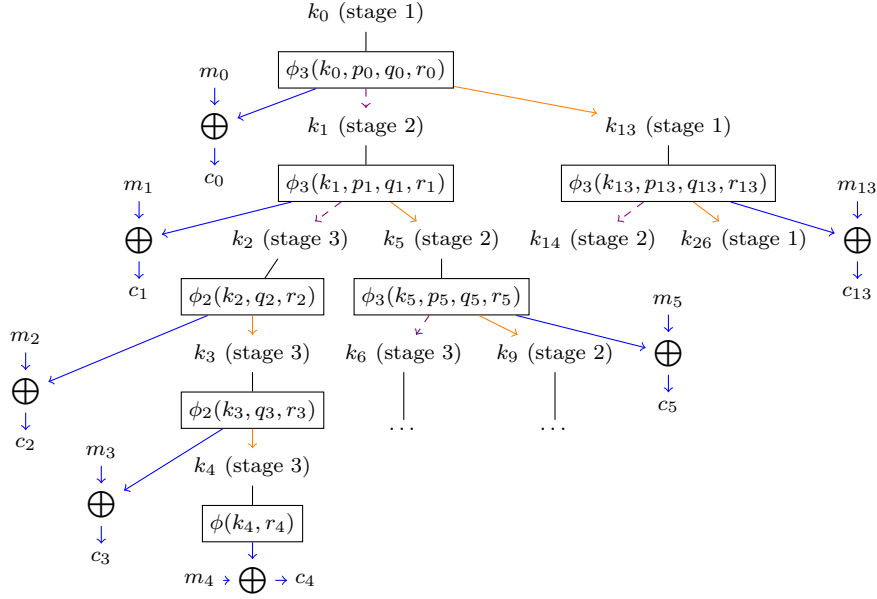 k₀ (stage 1)
m₀
ϕ₃(k₀, p₀, q₀, r₀)
k₁ (stage 2)
k₁₃ (stage 1)
c₀
m₁
ϕ₃(k₁, p₁, q₁, r₁)
ϕ₃(k₁₃, p₁₃, q₁₃, r₁₃)
m₁₃
k₂ (stage 3)
k₅ (stage 2)
k₁₄ (stage 2)
k₂₆ (stage 1)
c₁
ϕ₂(k₂, q₂, r₂)
ϕ₃(k₅, p₅, q₅, r₅)
m₅
c₁₃
m₂
k₃ (stage 3)
k₆ (stage 3)
k₉ (stage 2)
c₅
ϕ₂(k₃, q₃, r₃)
. . .
. . .
c₂
m₃
k₄ (stage 3)
ϕ(k₄, r₄)
c₃
m₄
c₄